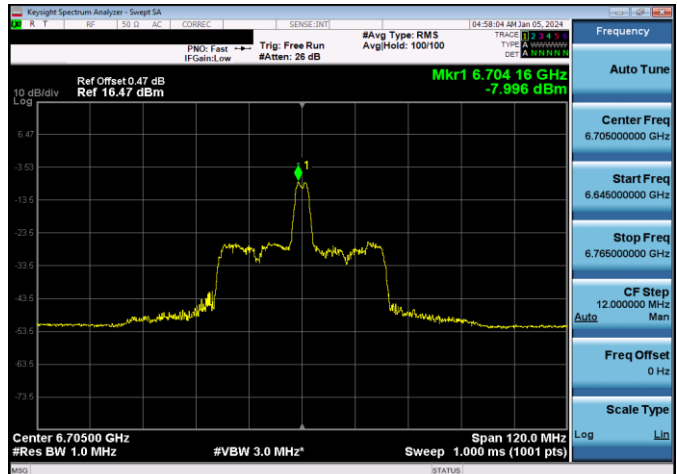 Keysight Spectrum Analyzer - Swept SA
R T RF 50 Ω AC CORREC SENSE:INT 04:58:04 AM Jan 05, 2024
Frequency
#Avg Type: RMS
TRACE 1 2 3 4 5 6
PNO: Fast Trig: Free Run Avg|Hold: 100/100
TYPE A WWWWW
IFGain:Low #Atten: 26 dB
DET A N N N N N
Auto Tune
Mkr1 6.704 16 GHz
Ref Offset 0.47 dB
10 dB/div Ref 16.47 dBm -7.996 dBm
Log
1
6.47
-3.53
-13.5
-23.5
-33.5
-43.5
-53.5
-63.5
-73.5
Center Freq
6.705000000 GHz
Start Freq
6.645000000 GHz
Stop Freq
6.765000000 GHz
CF Step
12.000000 MHz
Auto Man
Freq Offset
0 Hz
Scale Type
Log Lin
Center 6.70500 GHz Span 120.0 MHz
#Res BW 1.0 MHz #VBW 3.0 MHz* Sweep 1.000 ms (1001 pts)
MSG STATUS